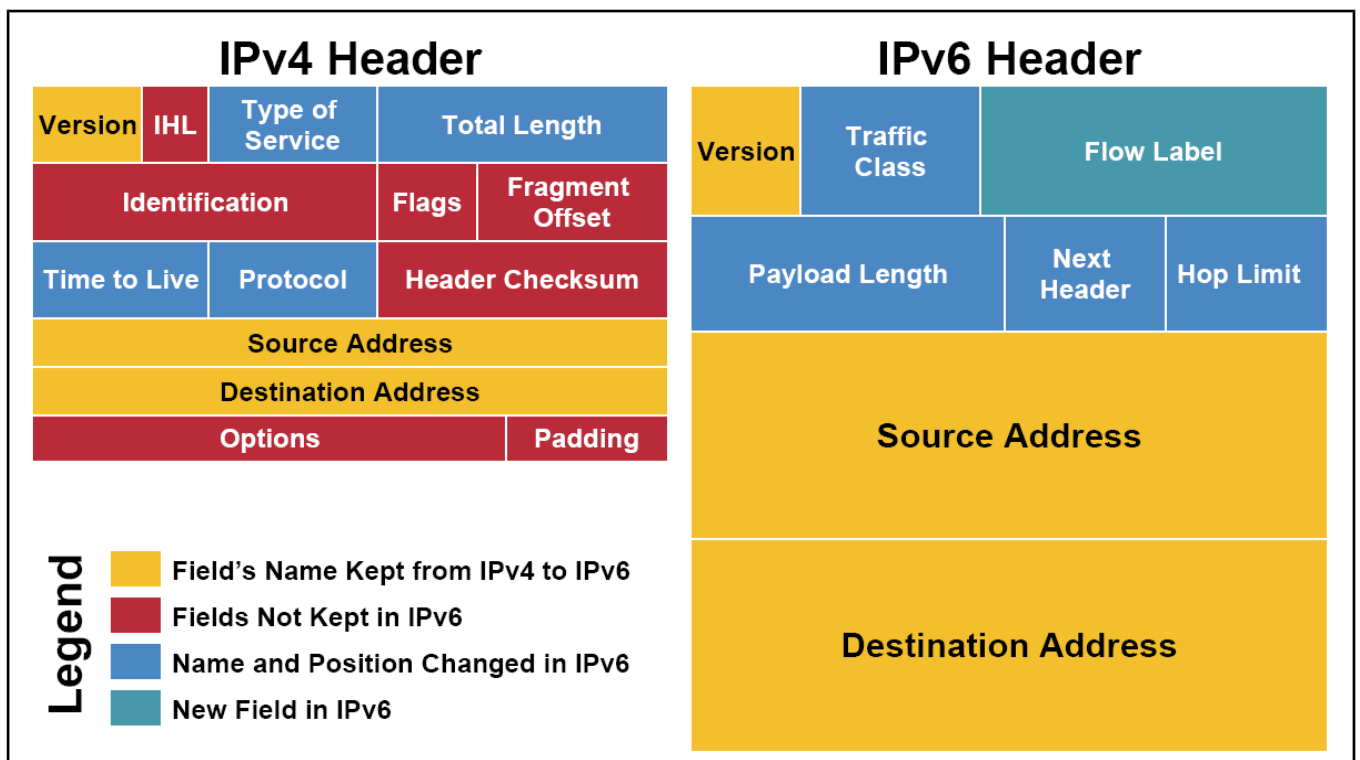 IPv4 Header
Version IHL Type of Service Total Length
Identification Flags Fragment Offset
Time to Live Protocol Header Checksum
Source Address
Destination Address
Options Padding
IPv6 Header
Version Traffic Class Flow Label
Payload Length Next Header Hop Limit
Source Address
Destination Address
Legend
Field's Name Kept from IPv4 to IPv6
Fields Not Kept in IPv6
Name and Position Changed in IPv6
New Field in IPv6